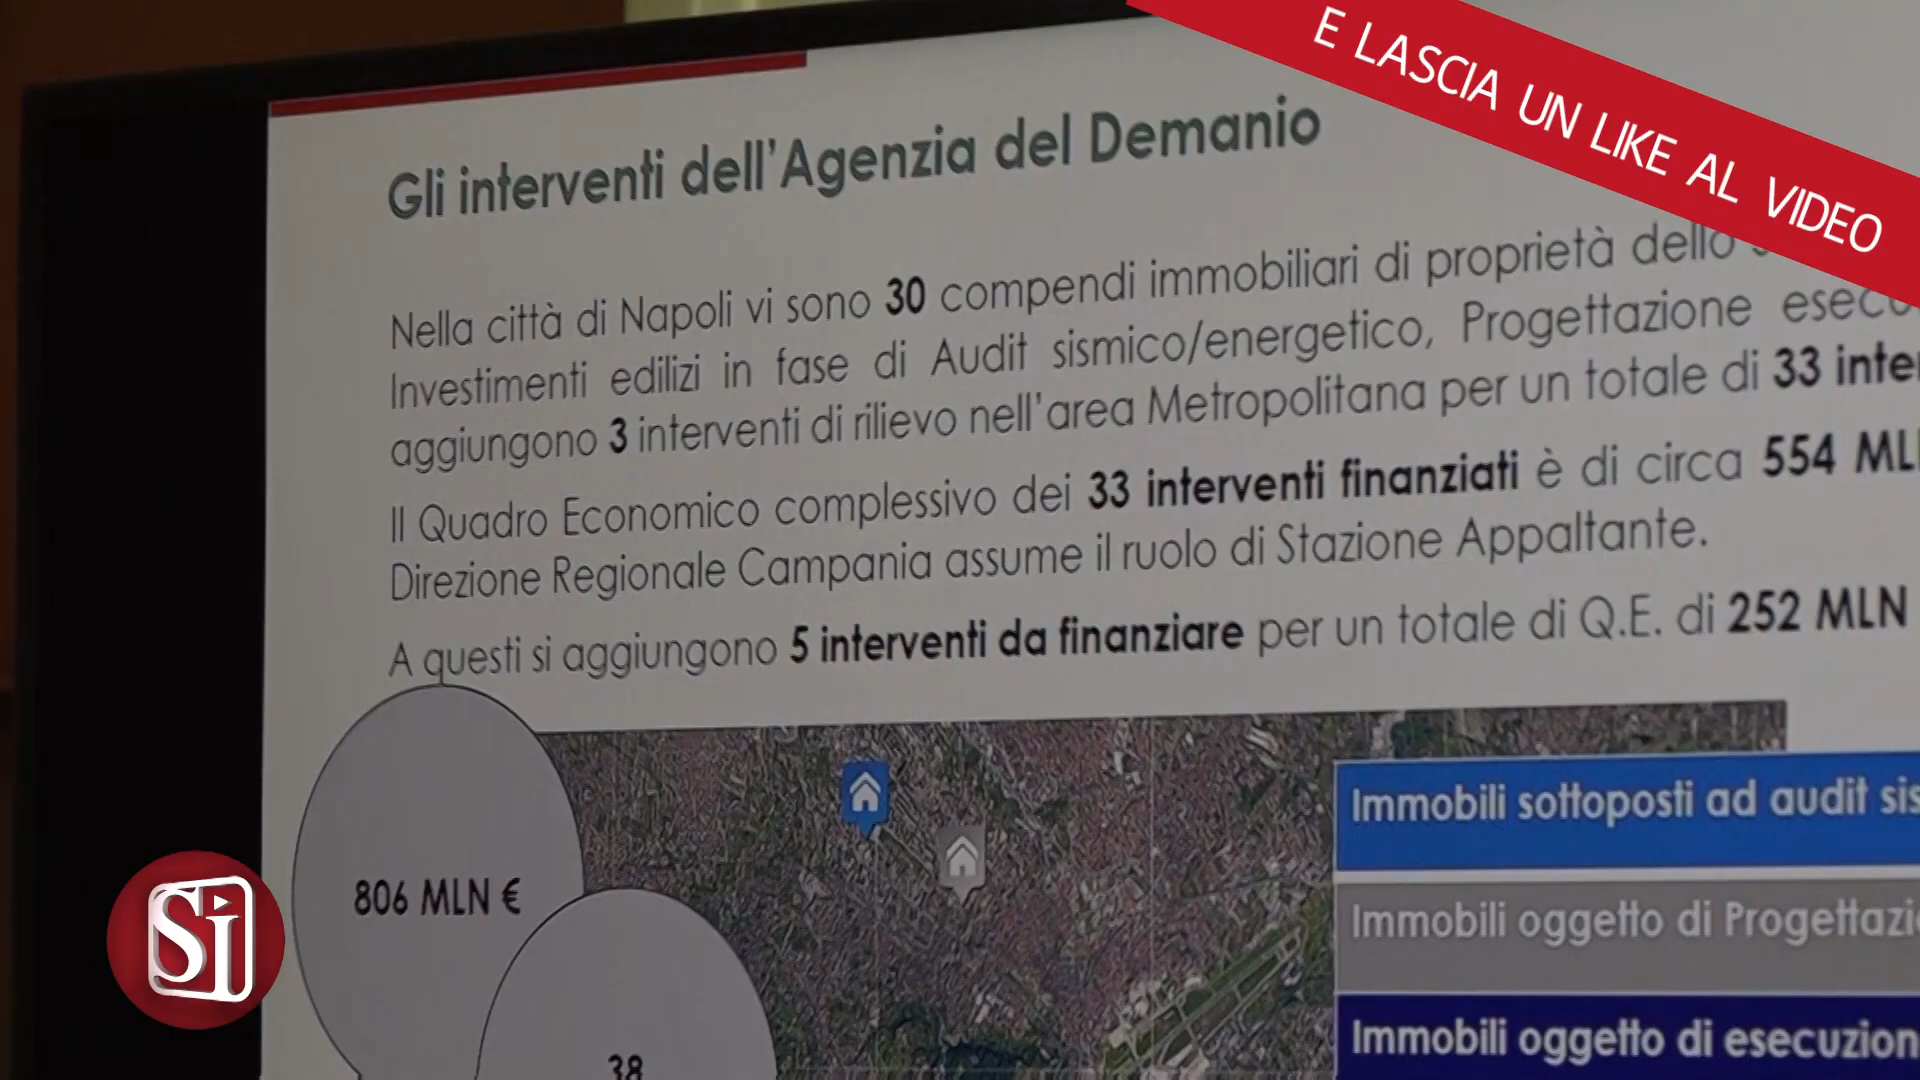 E LASCIA UN LIKE AL VIDEO
Gli interventi dell'Agenzia del Demanio
Nella città di Napoli vi sono 30 compendi immobiliari di proprietà dello
Investimenti edilizi in fase di Audit sismico/energetico, Progettazione
aggiungono 3 interventi di rilievo nell'area Metropolitana per un totale di 33
Il Quadro Economico complessivo dei 33 interventi finanziati è di circa 554
Direzione Regionale Campania assume il ruolo di Stazione Appaltante.
A questi si aggiungono 5 interventi da finanziare per un totale di Q.E. di 252 MLN
806 MLN €
38
Immobili sottoposti ad audit
Immobili oggetto di
Immobili oggetto di
Si